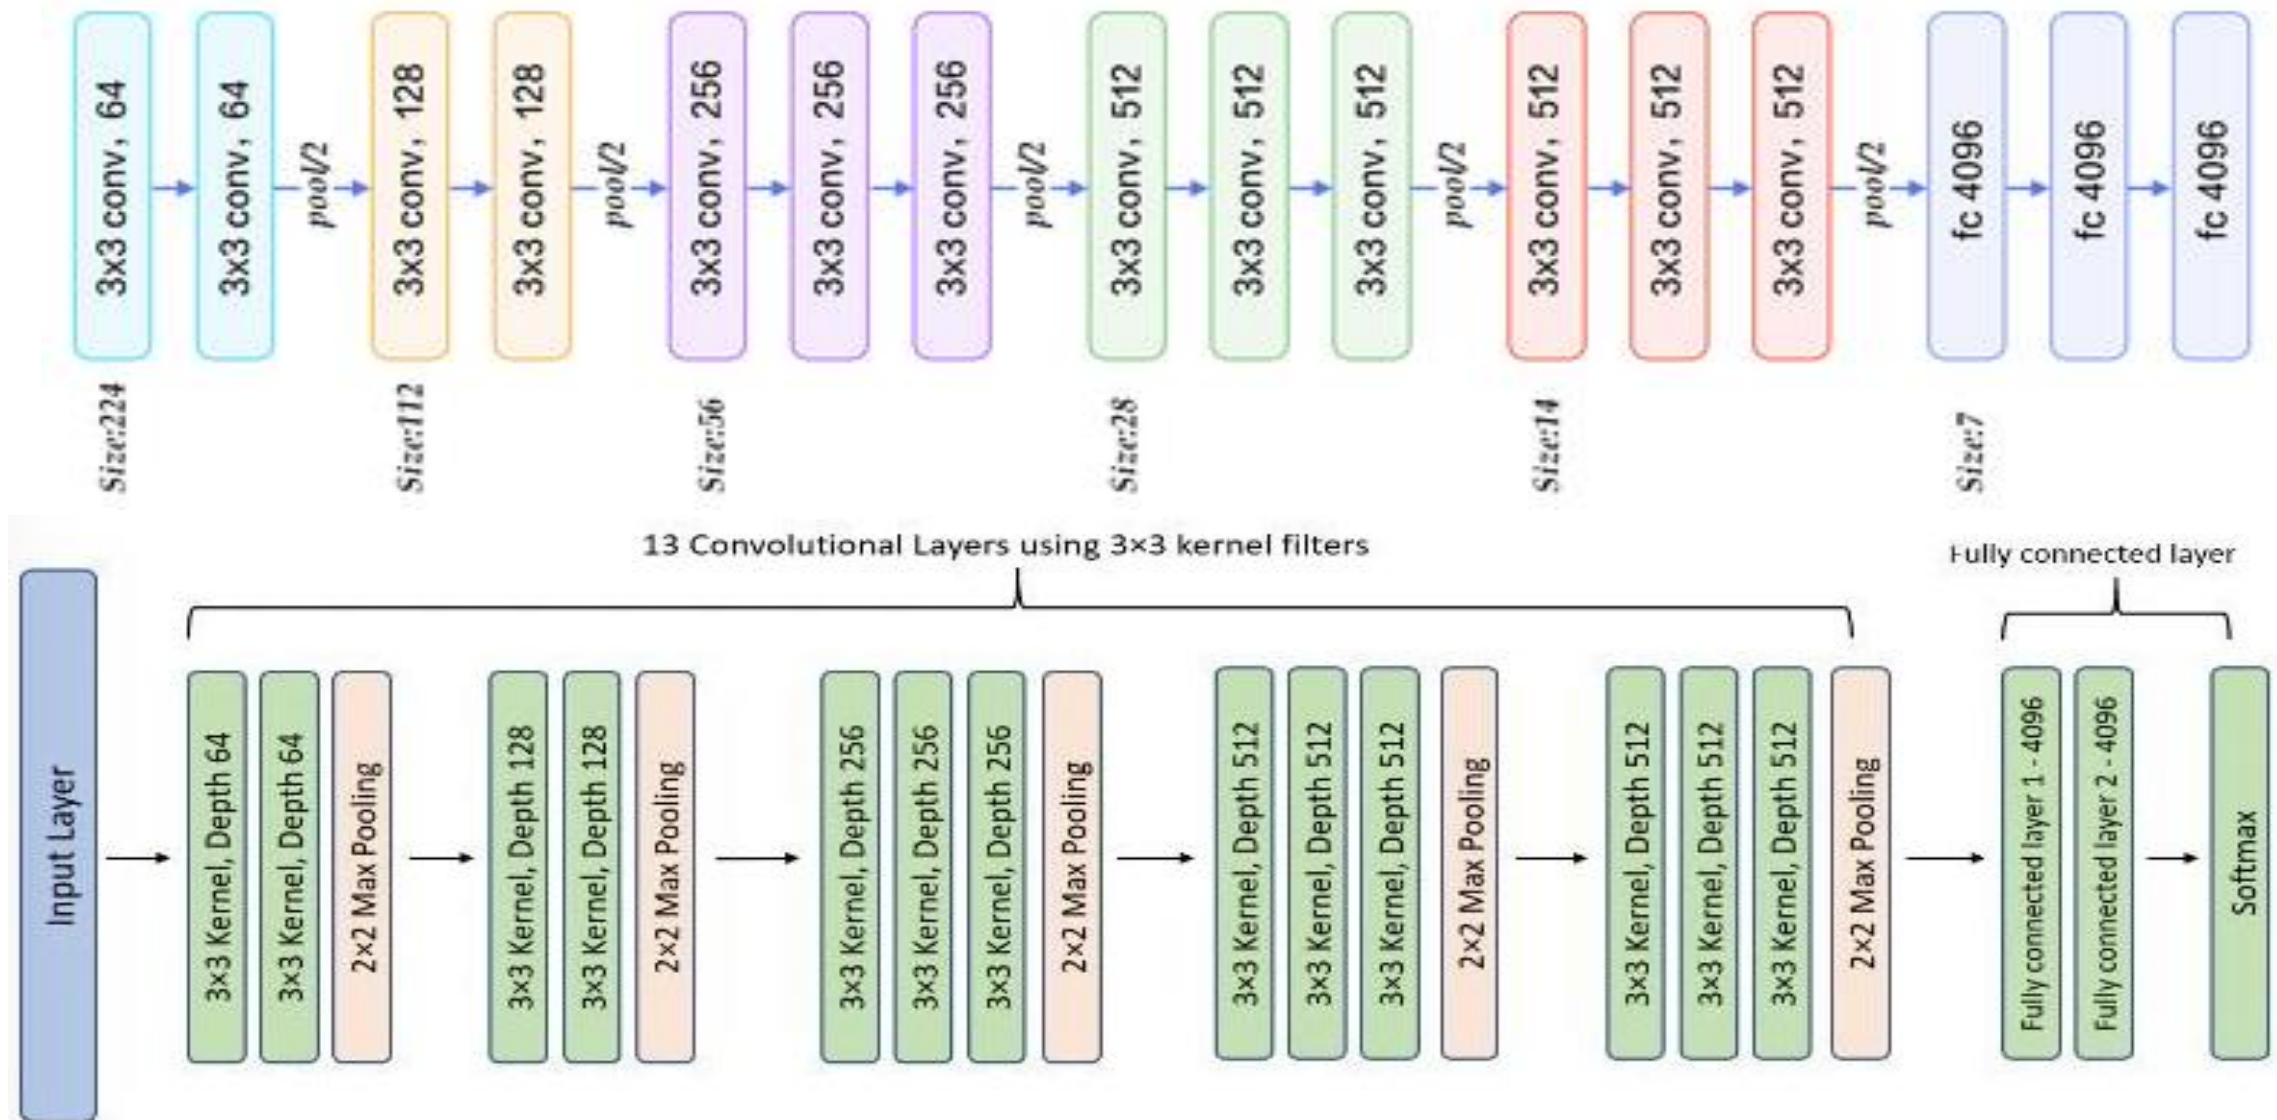 3x3 conv, 64
3x3 conv, 64
pool/2
3x3 conv, 128
3x3 conv, 128
pool/2
3x3 conv, 256
3x3 conv, 256
3x3 conv, 256
pool/2
3x3 conv, 512
3x3 conv, 512
3x3 conv, 512
pool/2
3x3 conv, 512
3x3 conv, 512
3x3 conv, 512
pool/2
fc 4096
fc 4096
fc 4096
Size:224
Size:112
Size:56
Size:28
Size:14
Size:7
13 Convolutional Layers using 3×3 kernel filters
Fully connected layer
Input Layer
3×3 Kernel, Depth 64
3×3 Kernel, Depth 64
2×2 Max Pooling
3×3 Kernel, Depth 128
3×3 Kernel, Depth 128
2×2 Max Pooling
3×3 Kernel, Depth 256
3×3 Kernel, Depth 256
3×3 Kernel, Depth 256
2×2 Max Pooling
3×3 Kernel, Depth 512
3×3 Kernel, Depth 512
3×3 Kernel, Depth 512
2×2 Max Pooling
3×3 Kernel, Depth 512
3×3 Kernel, Depth 512
3×3 Kernel, Depth 512
2×2 Max Pooling
Fully connected layer 1 - 4096
Fully connected layer 2 - 4096
Softmax